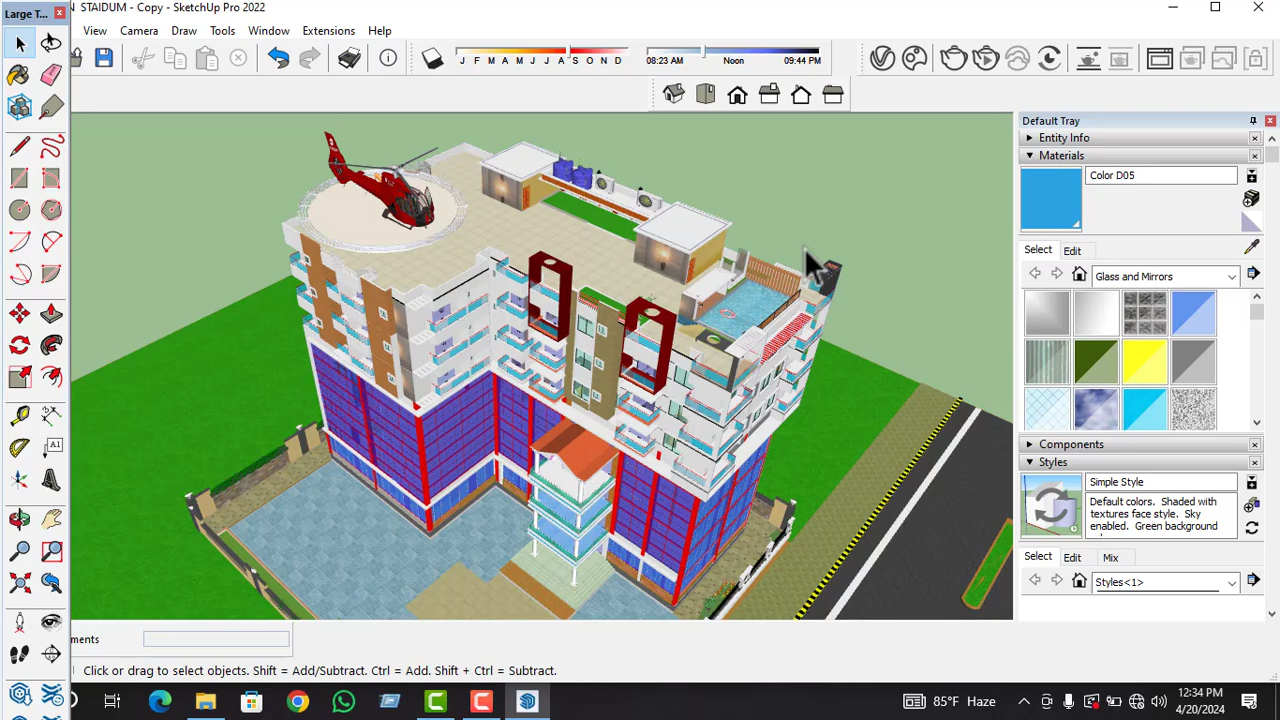 Large T...
N STAIDUM - Copy - SketchUp Pro 2022
View Camera Draw Tools Window Extensions Help
J F M A M J J A S O N D
08:23 AM Noon 09:44 PM
Default Tray
Entity Info
Materials
Color D05
Select Edit
Glass and Mirrors
A1
Components
Styles
Simple Style
Default colors. Shaded with
textures face style. Sky
enabled. Green background
Select Edit Mix
Styles<1>
ments
Click or drag to select objects. Shift = Add/Subtract. Ctrl = Add. Shift + Ctrl = Subtract.
85°F Haze
12:34 PM
4/20/2024